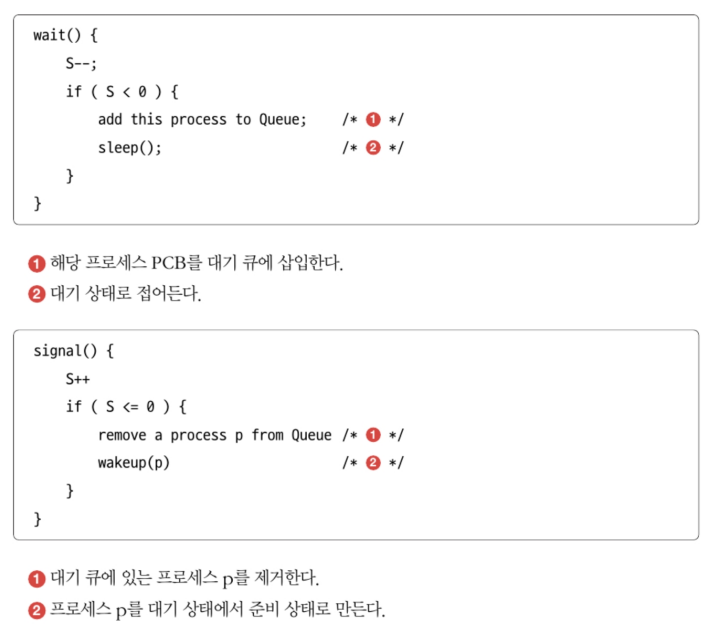 wait() {
S--;
if ( S < 0 ) {
add this process to Queue; /* ❶ */
sleep(); /* ❷ */
}
}
❶ 해당 프로세스 PCB를 대기 큐에 삽입한다.
❷ 대기 상태로 접어든다.
signal() {
S++
if ( S <= 0 ) {
remove a process p from Queue /* ❶ */
wakeup(p) /* ❷ */
}
}
❶ 대기 큐에 있는 프로세스 p를 제거한다.
❷ 프로세스 p를 대기 상태에서 준비 상태로 만든다.